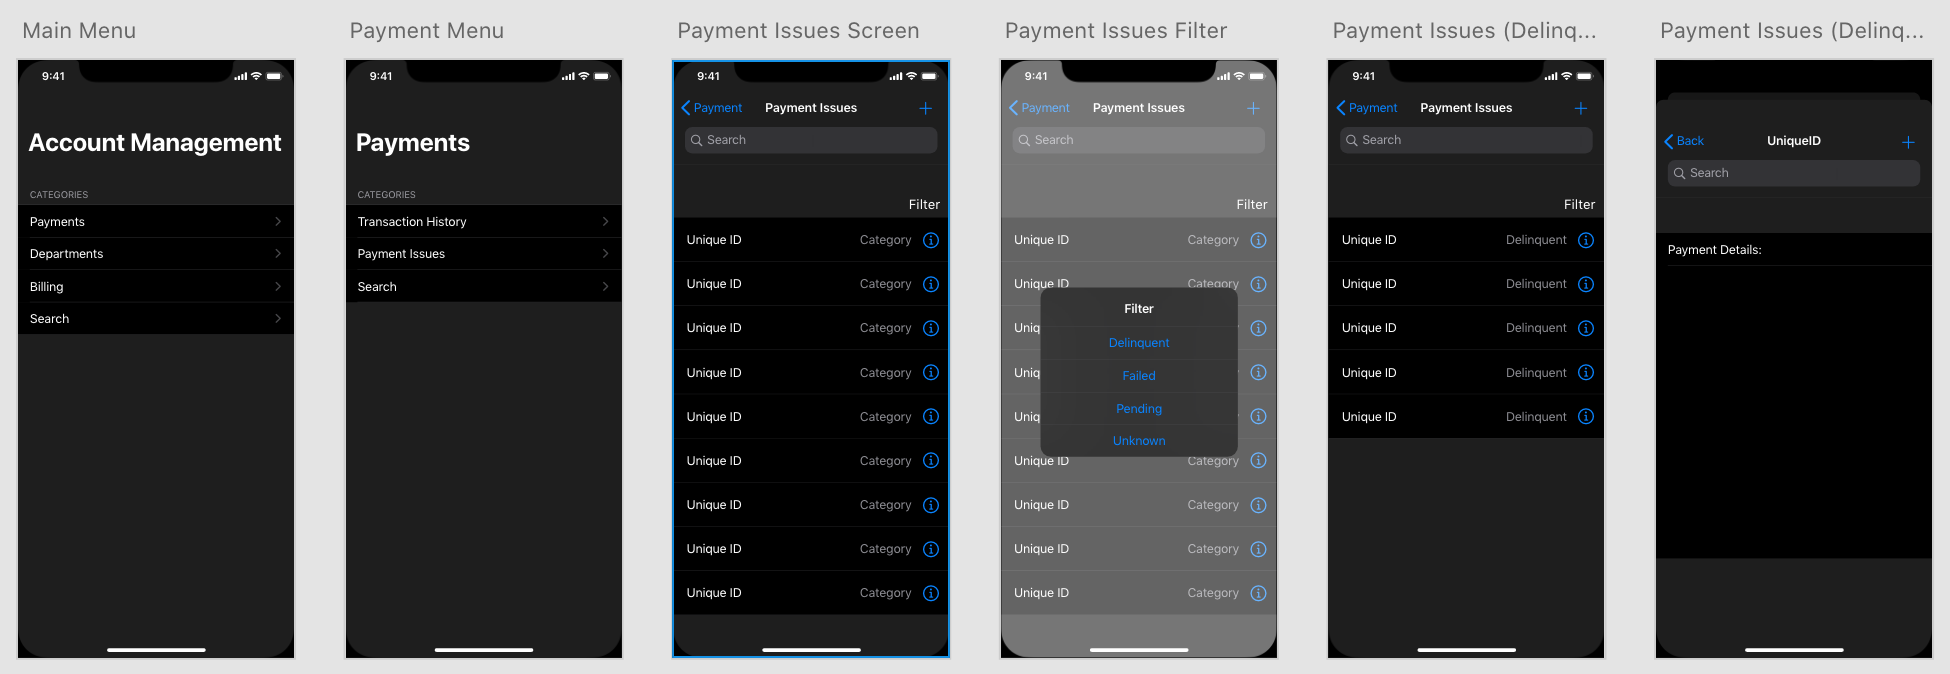 Main Menu
9:41
Account Management
CATEGORIES
Payments
Departments
Billing
Search
Payment Menu
9:41
Payments
CATEGORIES
Transaction History
Payment Issues
Search
Payment Issues Screen
9:41
Payment Payment Issues
Search
Filter
Unique ID Category
Unique ID Category
Unique ID Category
Unique ID Category
Unique ID Category
Unique ID Category
Unique ID Category
Unique ID Category
Unique ID Category
Payment Issues Filter
9:41
Payment Payment Issues
Search
Filter
Unique ID Category
Unique ID Category
Uniq
Uniq
Uniq
Filter
Delinquent
Failed
Pending
Unknown
Unique ID Category
Unique ID Category
Unique ID Category
Unique ID Category
Payment Issues (Delinq...
9:41
Payment Payment Issues
Search
Filter
Unique ID Delinquent
Unique ID Delinquent
Unique ID Delinquent
Unique ID Delinquent
Unique ID Delinquent
Payment Issues (Delinq...
Back UniqueID
Search
Payment Details: